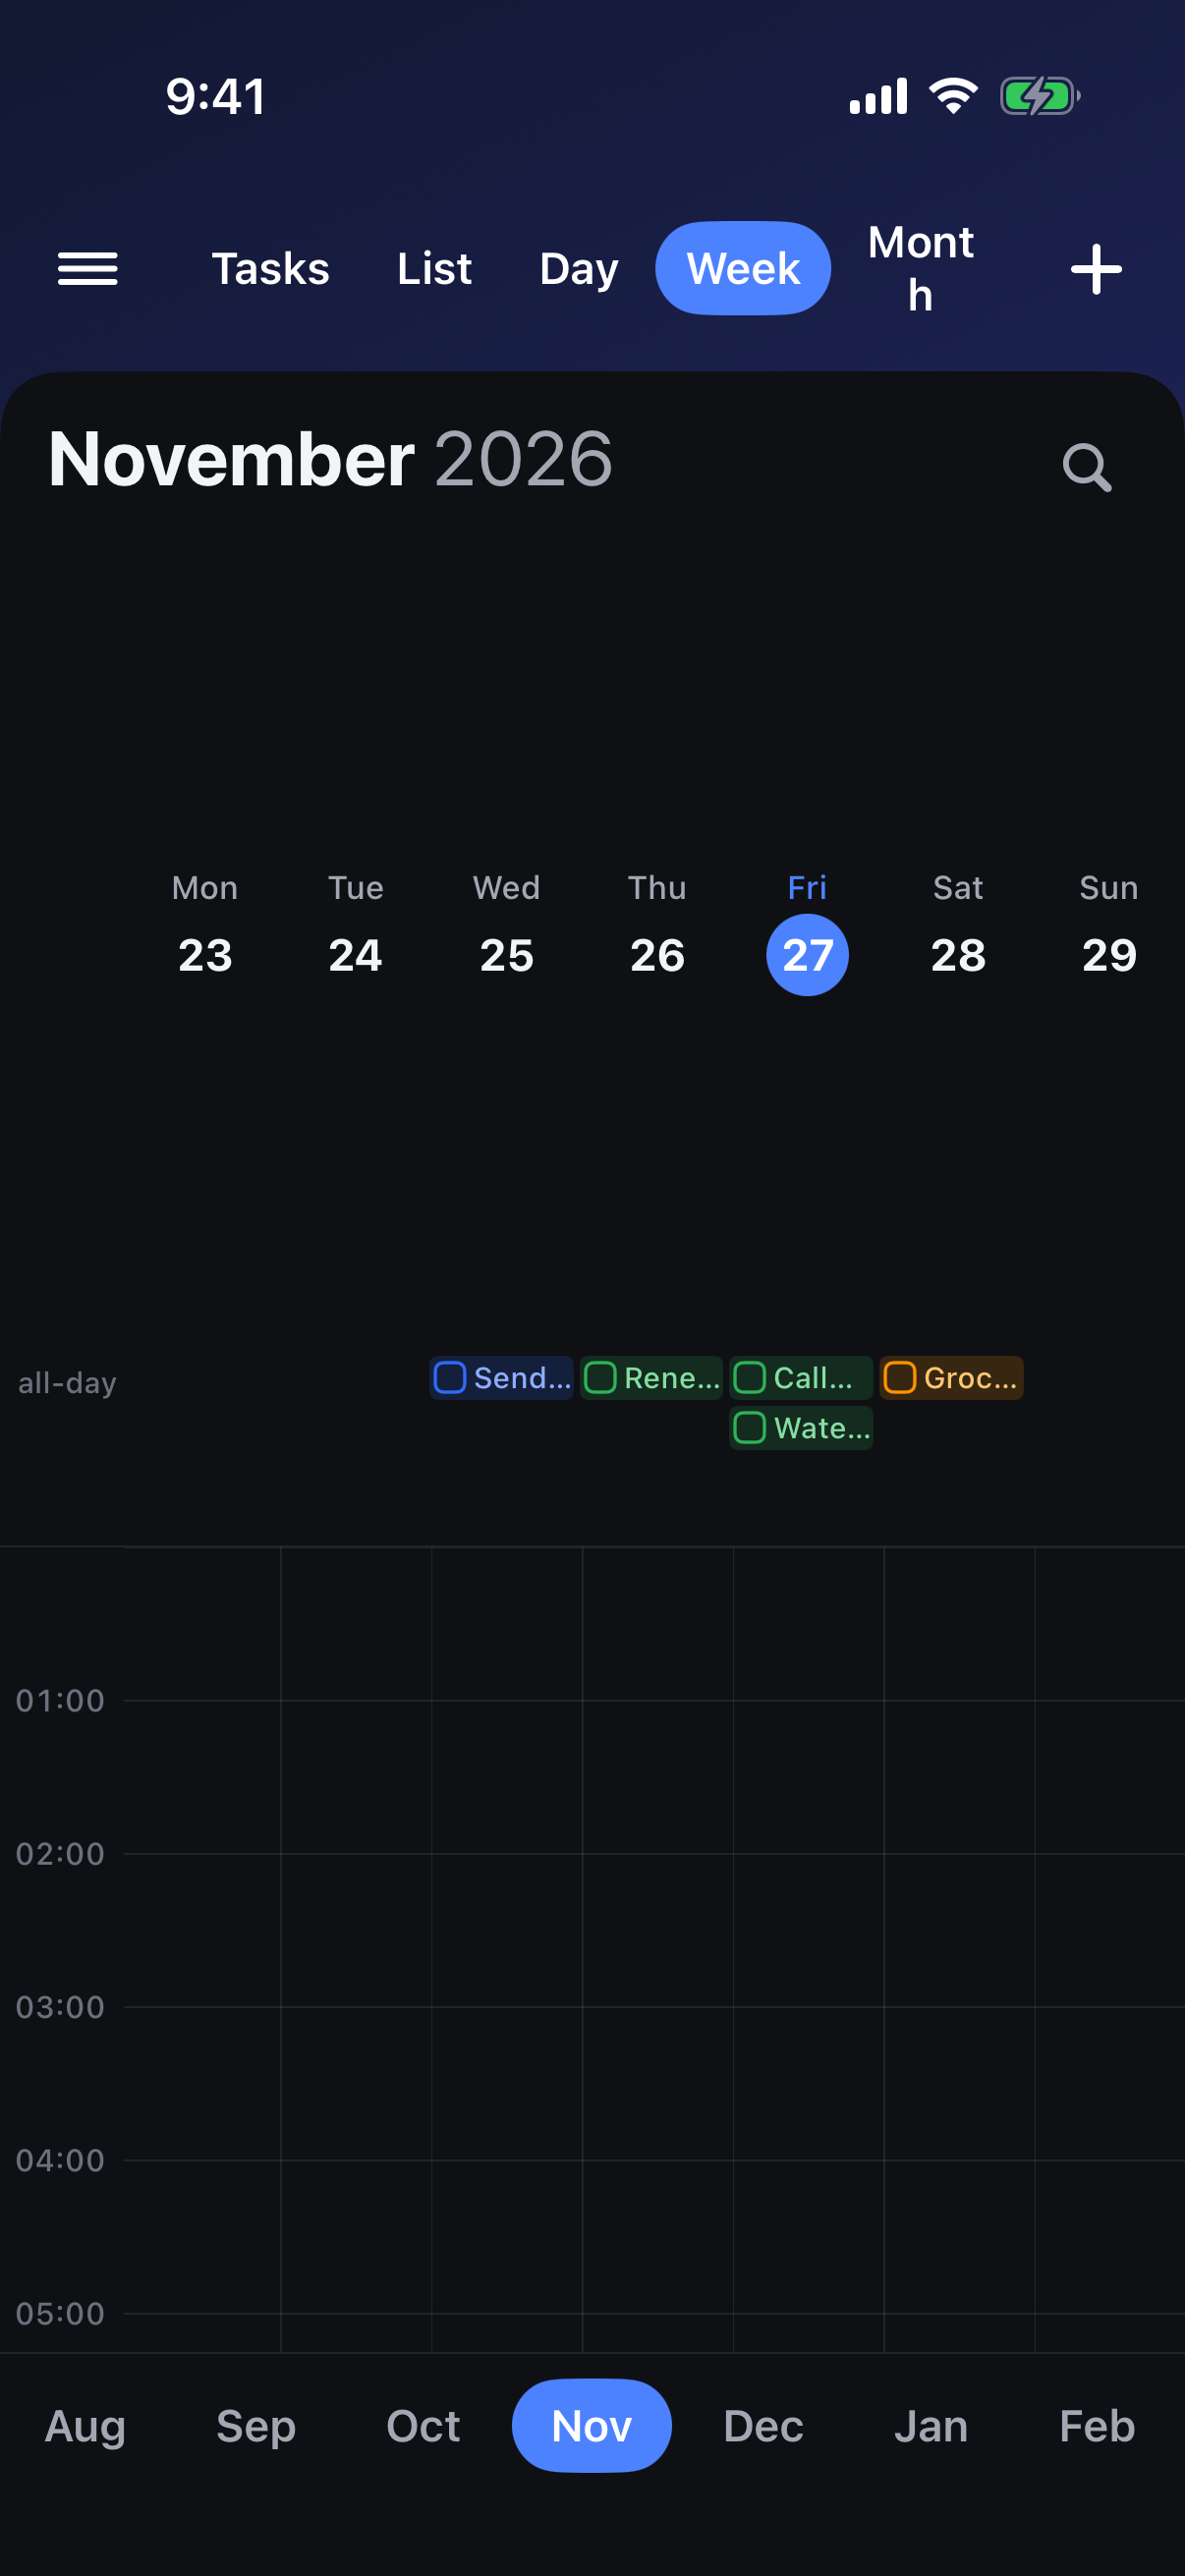 9:41
Tasks List Day Week Mont
h
November 2026
Mon Tue Wed Thu Fri Sat Sun
23 24 25 26 27 28 29
all-day Send... Rene... Call... Groc...
Wate...
01:00
02:00
03:00
04:00
05:00
Aug Sep Oct Nov Dec Jan Feb